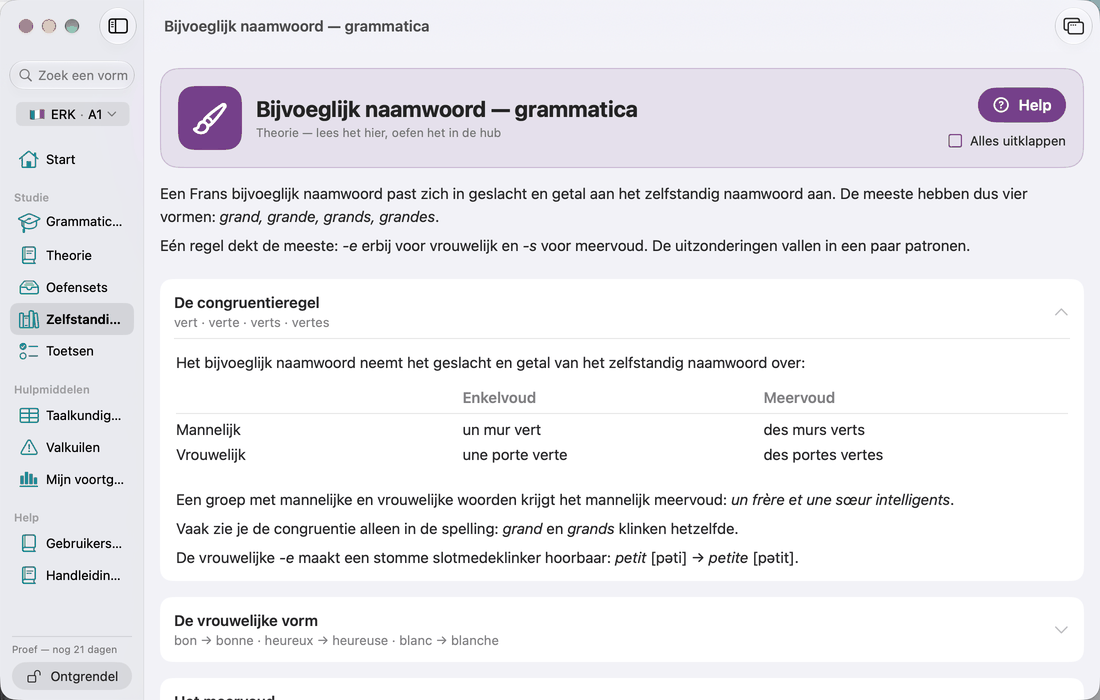 Bijvoeglijk naamwoord — grammatica
Zoek een vorm
ERK · A1
Start
Studie
Grammatic...
Theorie
Oefensets
Zelfstandi...
Toetsen
Hulpmiddelen
Taalkundig...
Valkuilen
Mijn voortg...
Help
Gebruikers...
Handleidin...
Proef — nog 21 dagen
Ontgrendel
Bijvoeglijk naamwoord — grammatica
Theorie — lees het hier, oefen het in de hub
Help
Alles uitklappen
Een Frans bijvoeglijk naamwoord past zich in geslacht en getal aan het zelfstandig naamwoord aan. De meeste hebben dus vier
vormen: grand, grande, grands, grandes.
Eén regel dekt de meeste: -e erbij voor vrouwelijk en -s voor meervoud. De uitzonderingen vallen in een paar patronen.
De congruentieregel
vert · verte · verts · vertes
Het bijvoeglijk naamwoord neemt het geslacht en getal van het zelfstandig naamwoord over:
Enkelvoud Meervoud
Mannelijk un mur vert des murs verts
Vrouwelijk une porte verte des portes vertes
Een groep met mannelijke en vrouwelijke woorden krijgt het mannelijk meervoud: un frère et une sœur intelligents.
Vaak zie je de congruentie alleen in de spelling: grand en grands klinken hetzelfde.
De vrouwelijke -e maakt een stomme slotmedeklinker hoorbaar: petit [pəti] → petite [pətit].
De vrouwelijke vorm
bon → bonne · heureux → heureuse · blanc → blanche
Het meervoud